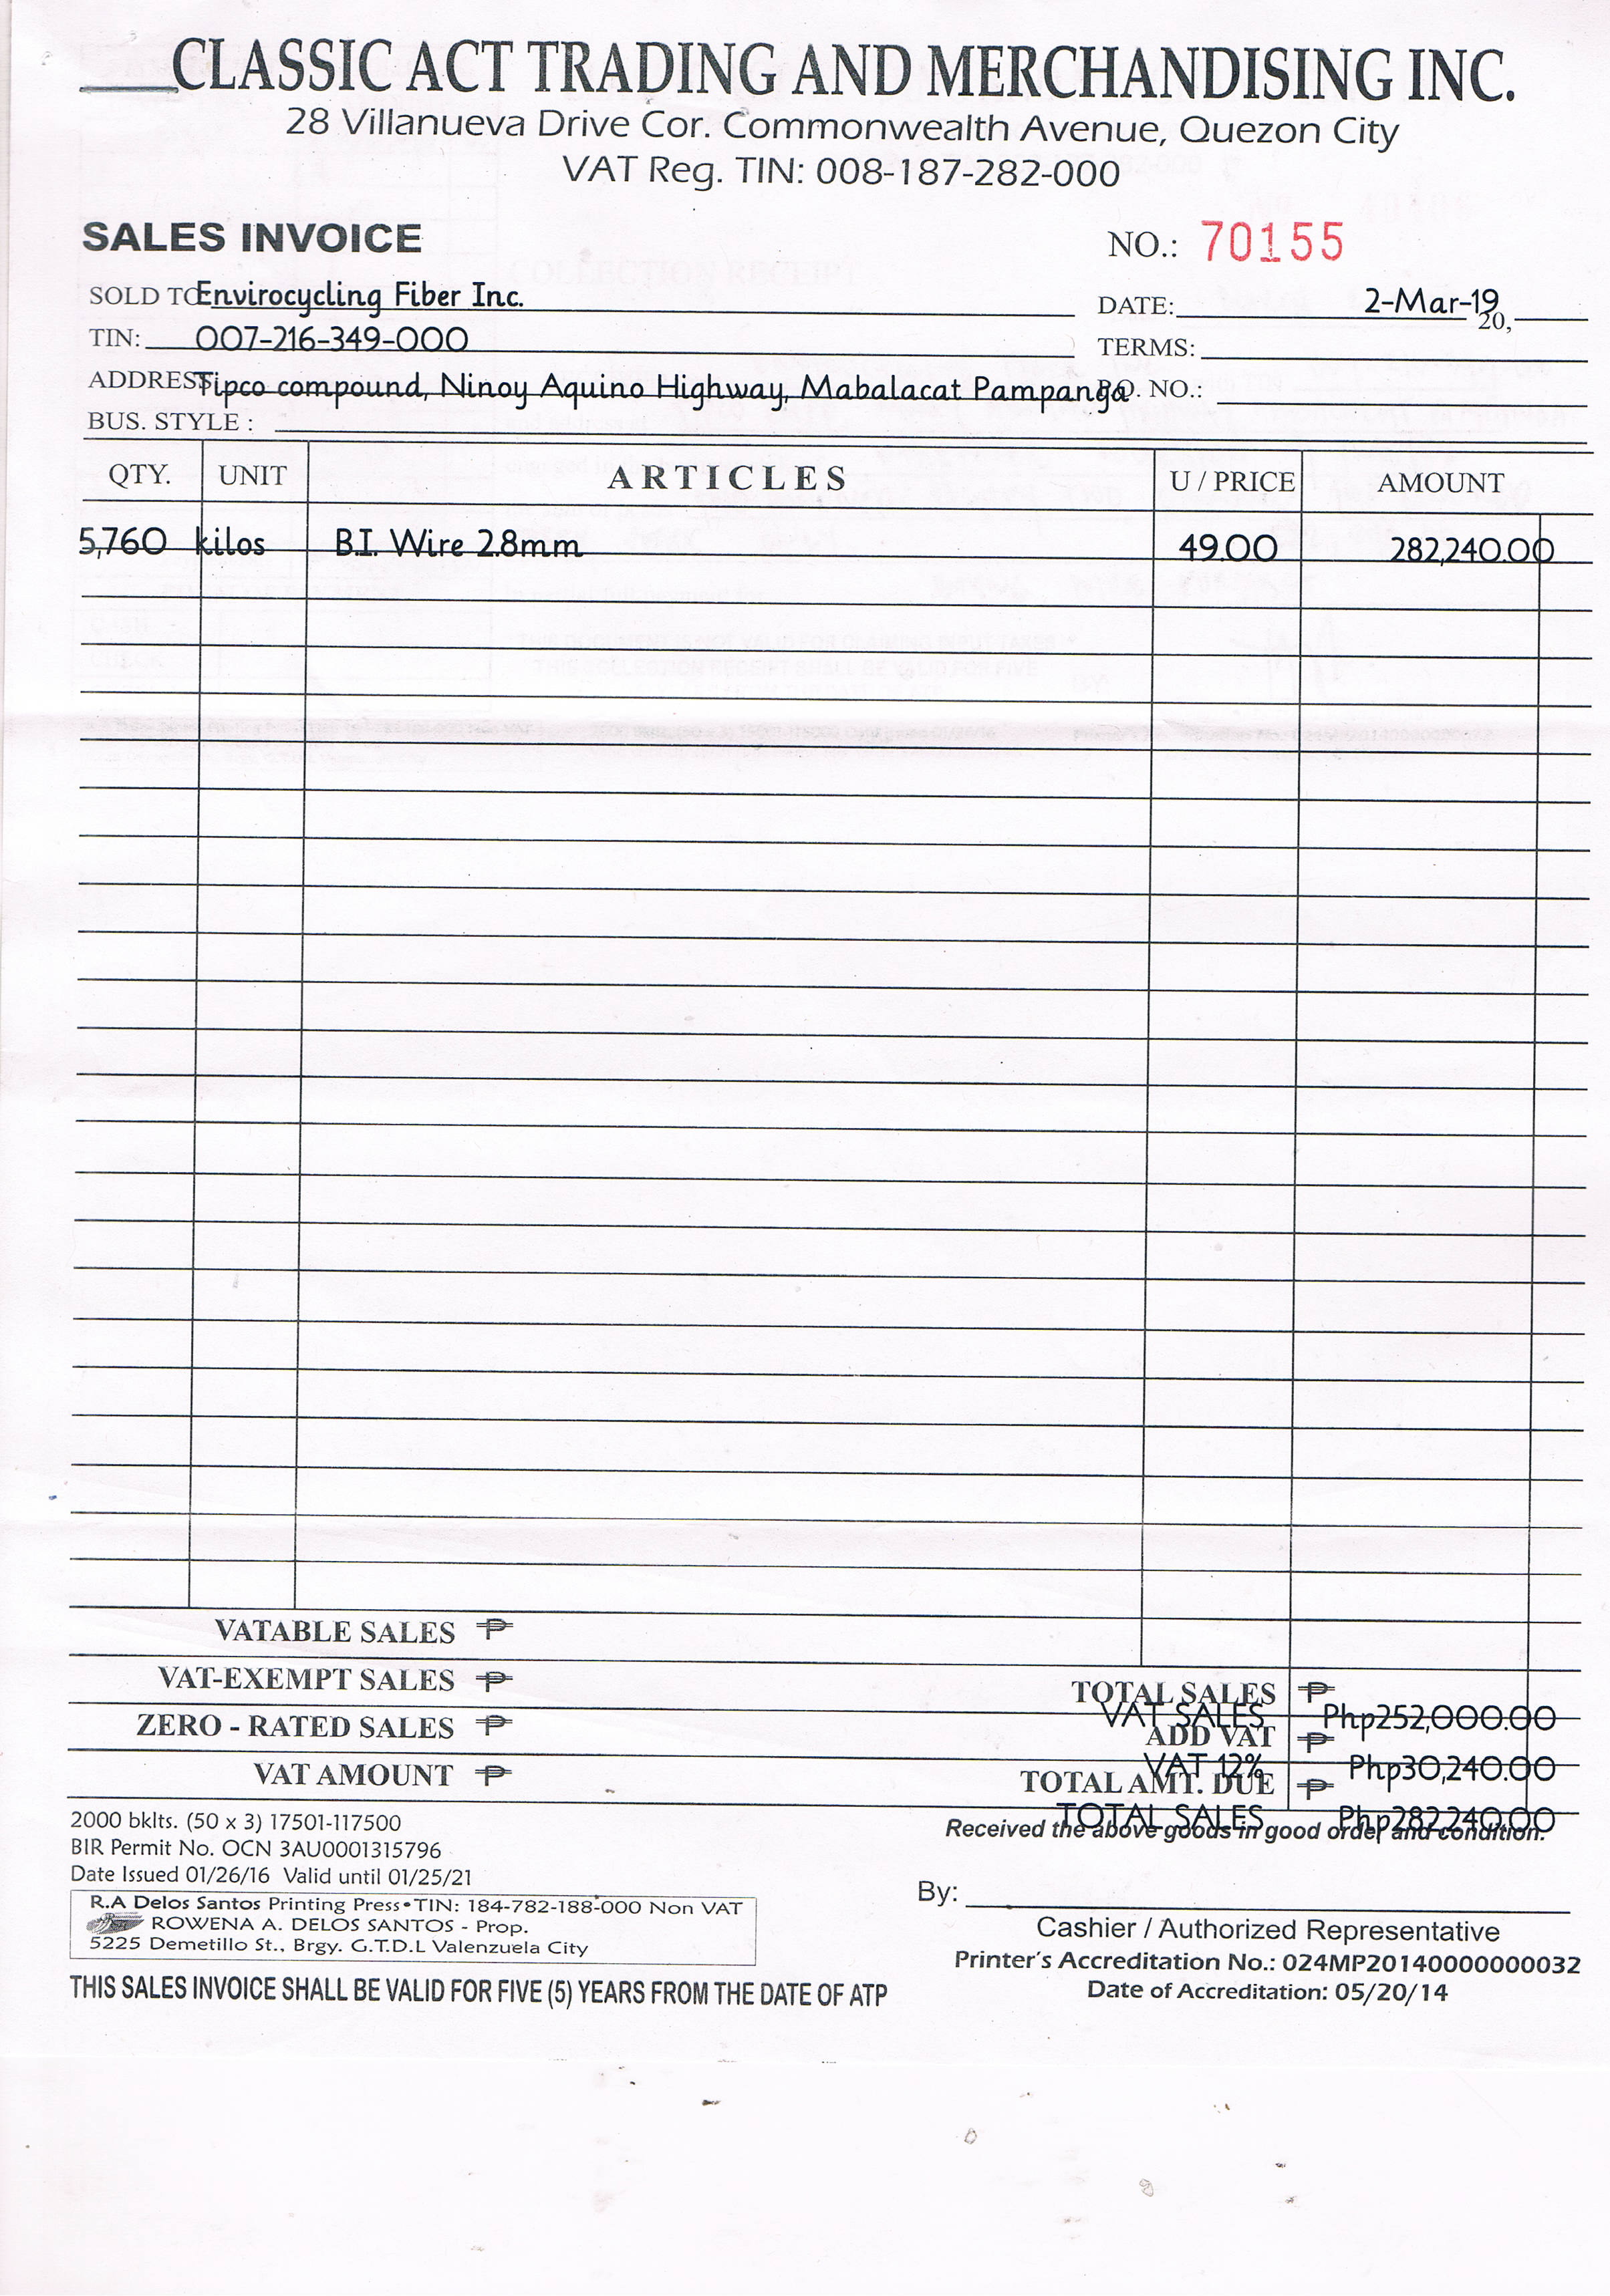 CLASSIC ACT TRADING AND MERCHANDISING INC.
28 Villanueva Drive Cor. Commonwealth Avenue, Quezon City
VAT Reg. TIN: 008-187-282-000
SALES INVOICE NO.: 70155
SOLD TO Envirocycling Fiber Inc. DATE: 2-Mar-19 20,
TIN: 007-216-349-000 TERMS:
ADDRESS Tipco compound, Ninoy Aquino Highway, Mabalacat Pampanga P.O. NO.:
BUS. STYLE :
QTY. UNIT ARTICLES U / PRICE AMOUNT
5,760 kilos B.I. Wire 2.8mm 49.00 282,240.00
VATABLE SALES ₱
VAT-EXEMPT SALES ₱ TOTAL SALES ₱
VAT SALES Php252,000.00
ZERO - RATED SALES ₱ ADD VAT ₱
VAT 12% Php30,240.00
VAT AMOUNT ₱ TOTAL AMT. DUE ₱
TOTAL SALES Php282,240.00
2000 bklts. (50 x 3) 17501-117500 Received the above goods in good order and condition.
BIR Permit No. OCN 3AU0001315796
Date Issued 01/26/16 Valid until 01/25/21
R.A Delos Santos Printing Press•TIN: 184-782-188-000 Non VAT By:
ROWENA A. DELOS SANTOS - Prop. Cashier / Authorized Representative
5225 Demetillo St., Brgy. G.T.D.L Valenzuela City Printer's Accreditation No.: 024MP20140000000032
THIS SALES INVOICE SHALL BE VALID FOR FIVE (5) YEARS FROM THE DATE OF ATP Date of Accreditation: 05/20/14